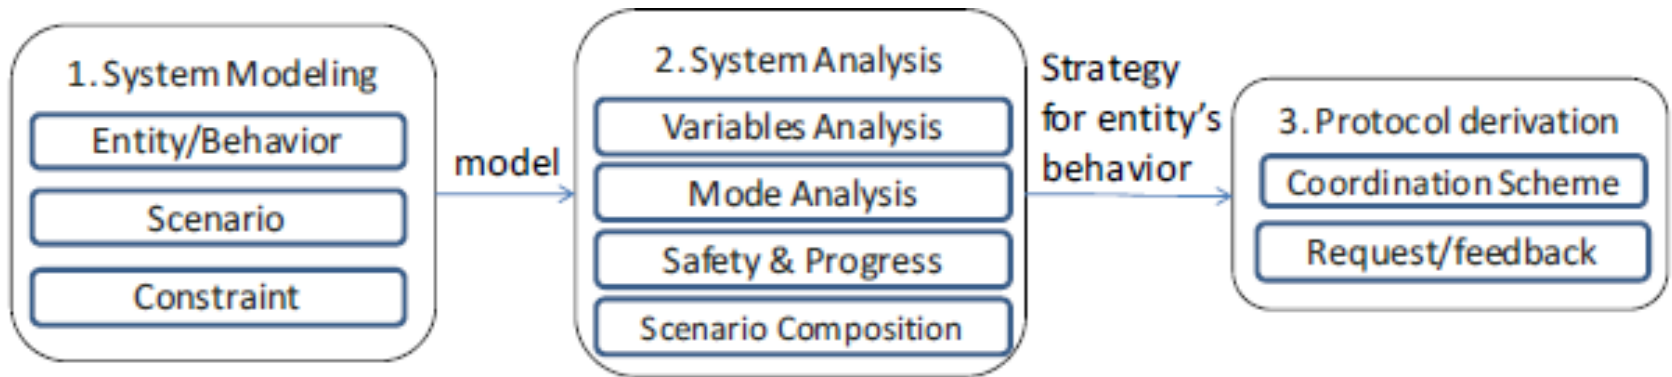 1. System Modeling
Entity/Behavior
Scenario
Constraint
model
2. System Analysis
Variables Analysis
Mode Analysis
Safety & Progress
Scenario Composition
Strategy
for entity's
behavior
3. Protocol derivation
Coordination Scheme
Request/feedback